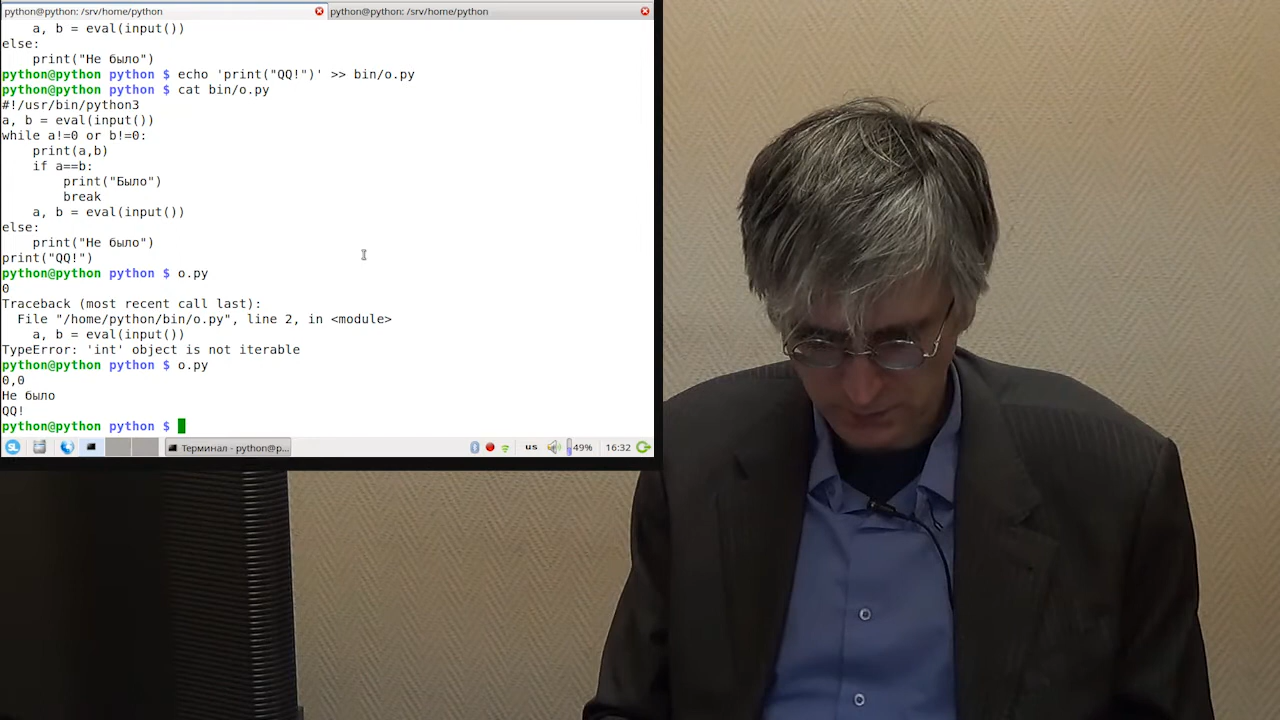 python@python: /srv/home/python
python@python: /srv/home/python
    a, b = eval(input())
else:
    print("Не было")
python@python python $ echo 'print("QQ!")' >> bin/o.py
python@python python $ cat bin/o.py
#!/usr/bin/python3
a, b = eval(input())
while a!=0 or b!=0:
    print(a,b)
    if a==b:
        print("Было")
        break
    a, b = eval(input())
else:
    print("Не было")
print("QQ!")
python@python python $ o.py
0
Traceback (most recent call last):
  File "/home/python/bin/o.py", line 2, in <module>
    a, b = eval(input())
TypeError: 'int' object is not iterable
python@python python $ o.py
0,0
Не было
QQ!
python@python python $
SL
Терминал - python@p...
us
49%
16:32